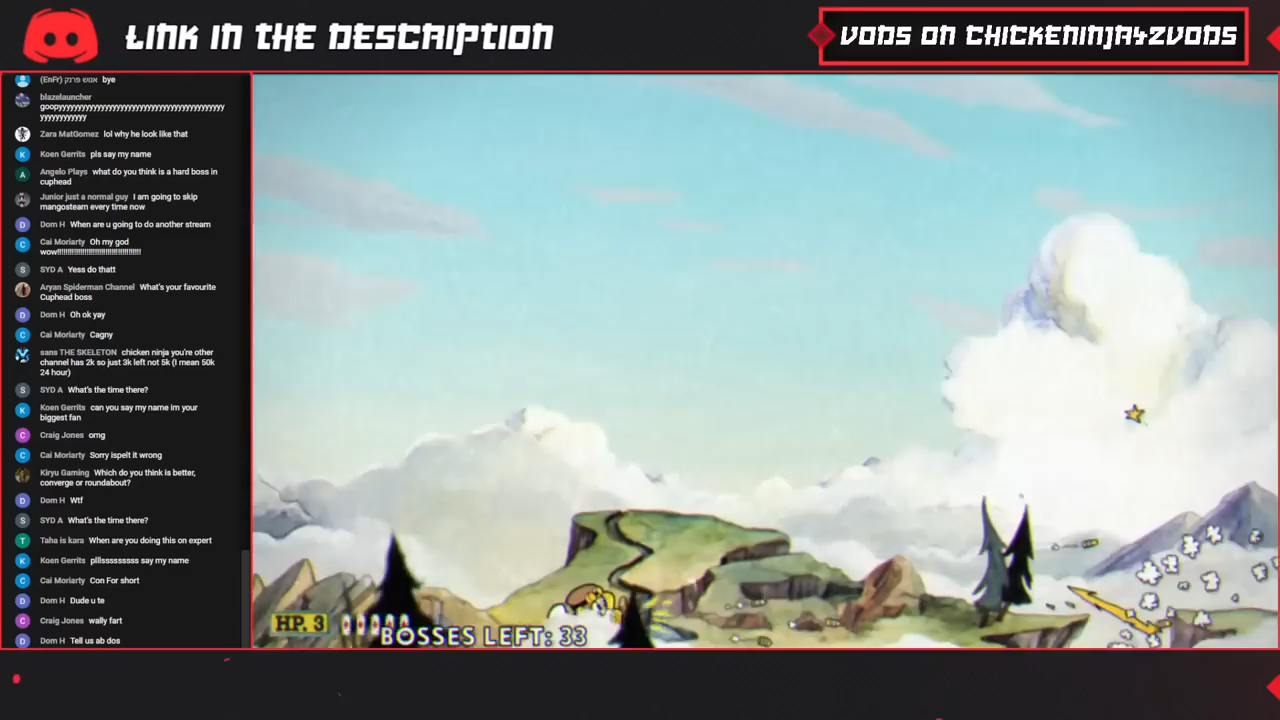 LINK IN THE DESCRIPTION
VODS ON CHICKENINJA42VODS
(EnFr) אנוש פרנק bye
blazelauncher
goopyyyyyyyyyyyyyyyyyyyyyyyyyyyyyyyyyyyyyyyyy
yyyyyyyyyyyy
Zara MatGomez lol why he look like that
K Koen Gerrits pls say my name
A Angelo Plays what do you think is a hard boss in
cuphead
Junior just a normal guy I am going to skip
mangosteam every time now
D Dom H When are u going to do another stream
C Cai Moriarty Oh my god
wow!!!!!!!!!!!!!!!!!!!!!!!!!!!!!!!!!!!!!!!
S SYD A Yess do thatt
Aryan Spiderman Channel What's your favourite
Cuphead boss
D Dom H Oh ok yay
C Cai Moriarty Cagny
sans THE SKELETON chicken ninja you're other
channel has 2k so just 3k left not 5k (I mean 50k
24 hour)
S SYD A What's the time there?
K Koen Gerrits can you say my name im your
biggest fan
C Craig Jones omg
C Cai Moriarty Sorry ispelt it wrong
Kiryu Gaming Which do you think is better,
converge or roundabout?
D Dom H Wtf
S SYD A What's the time there?
T Taha is kara When are you doing this on expert
K Koen Gerrits plllsssssssss say my name
C Cai Moriarty Con For short
D Dom H Dude u te
C Craig Jones wally fart
D Dom H Tell us ab dos
HP. 3
BOSSES LEFT: 33